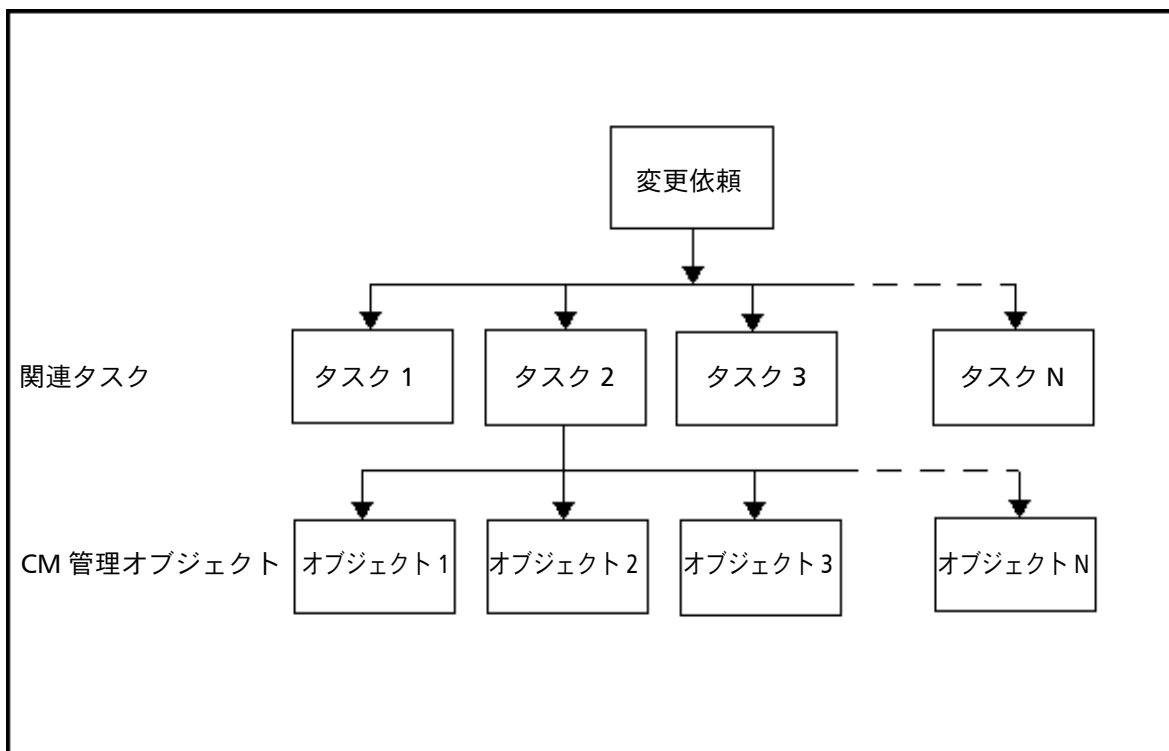 変更依頼
関連タスク
タスク 1
タスク 2
タスク 3
タスク N
CM 管理オブジェクト
オブジェクト 1
オブジェクト 2
オブジェクト 3
オブジェクト N